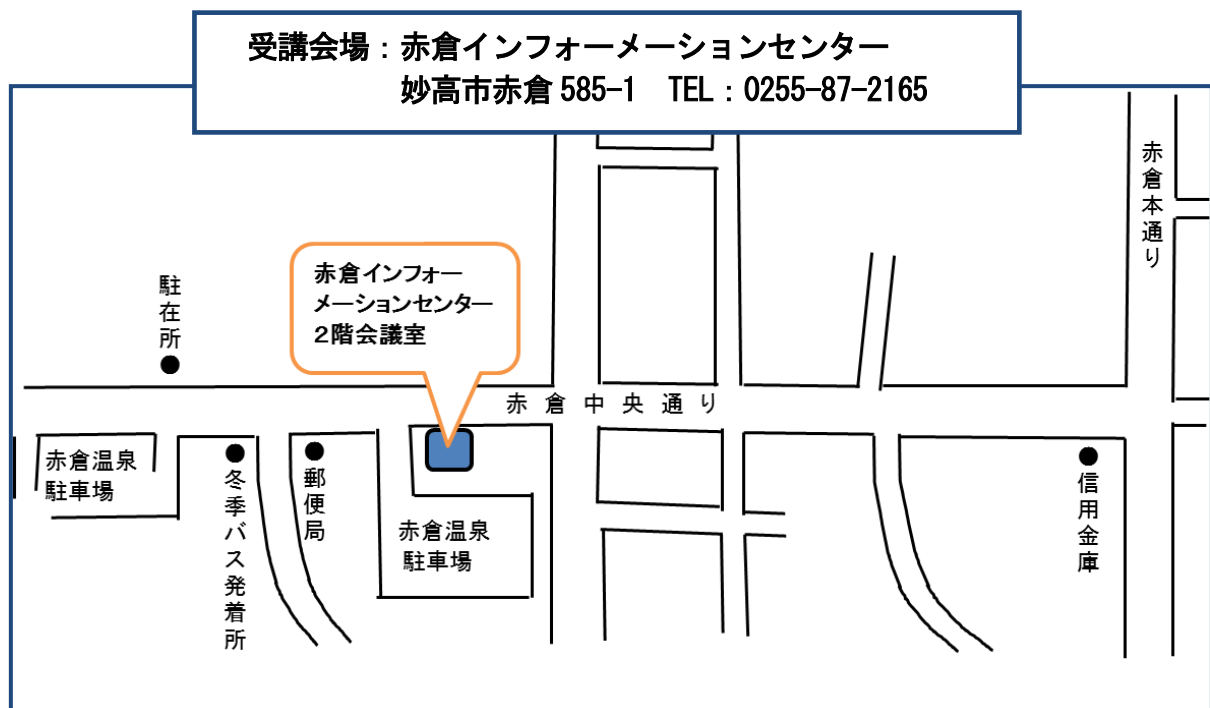 受講会場：赤倉インフォーメーションセンター
妙高市赤倉 585-1　TEL：0255-87-2165
赤倉本通り
赤倉インフォー
メーションセンター
２階会議室
駐在所
赤倉中央通り
赤倉温泉
駐車場
冬季バス発着所
郵便局
赤倉温泉
駐車場
信用金庫